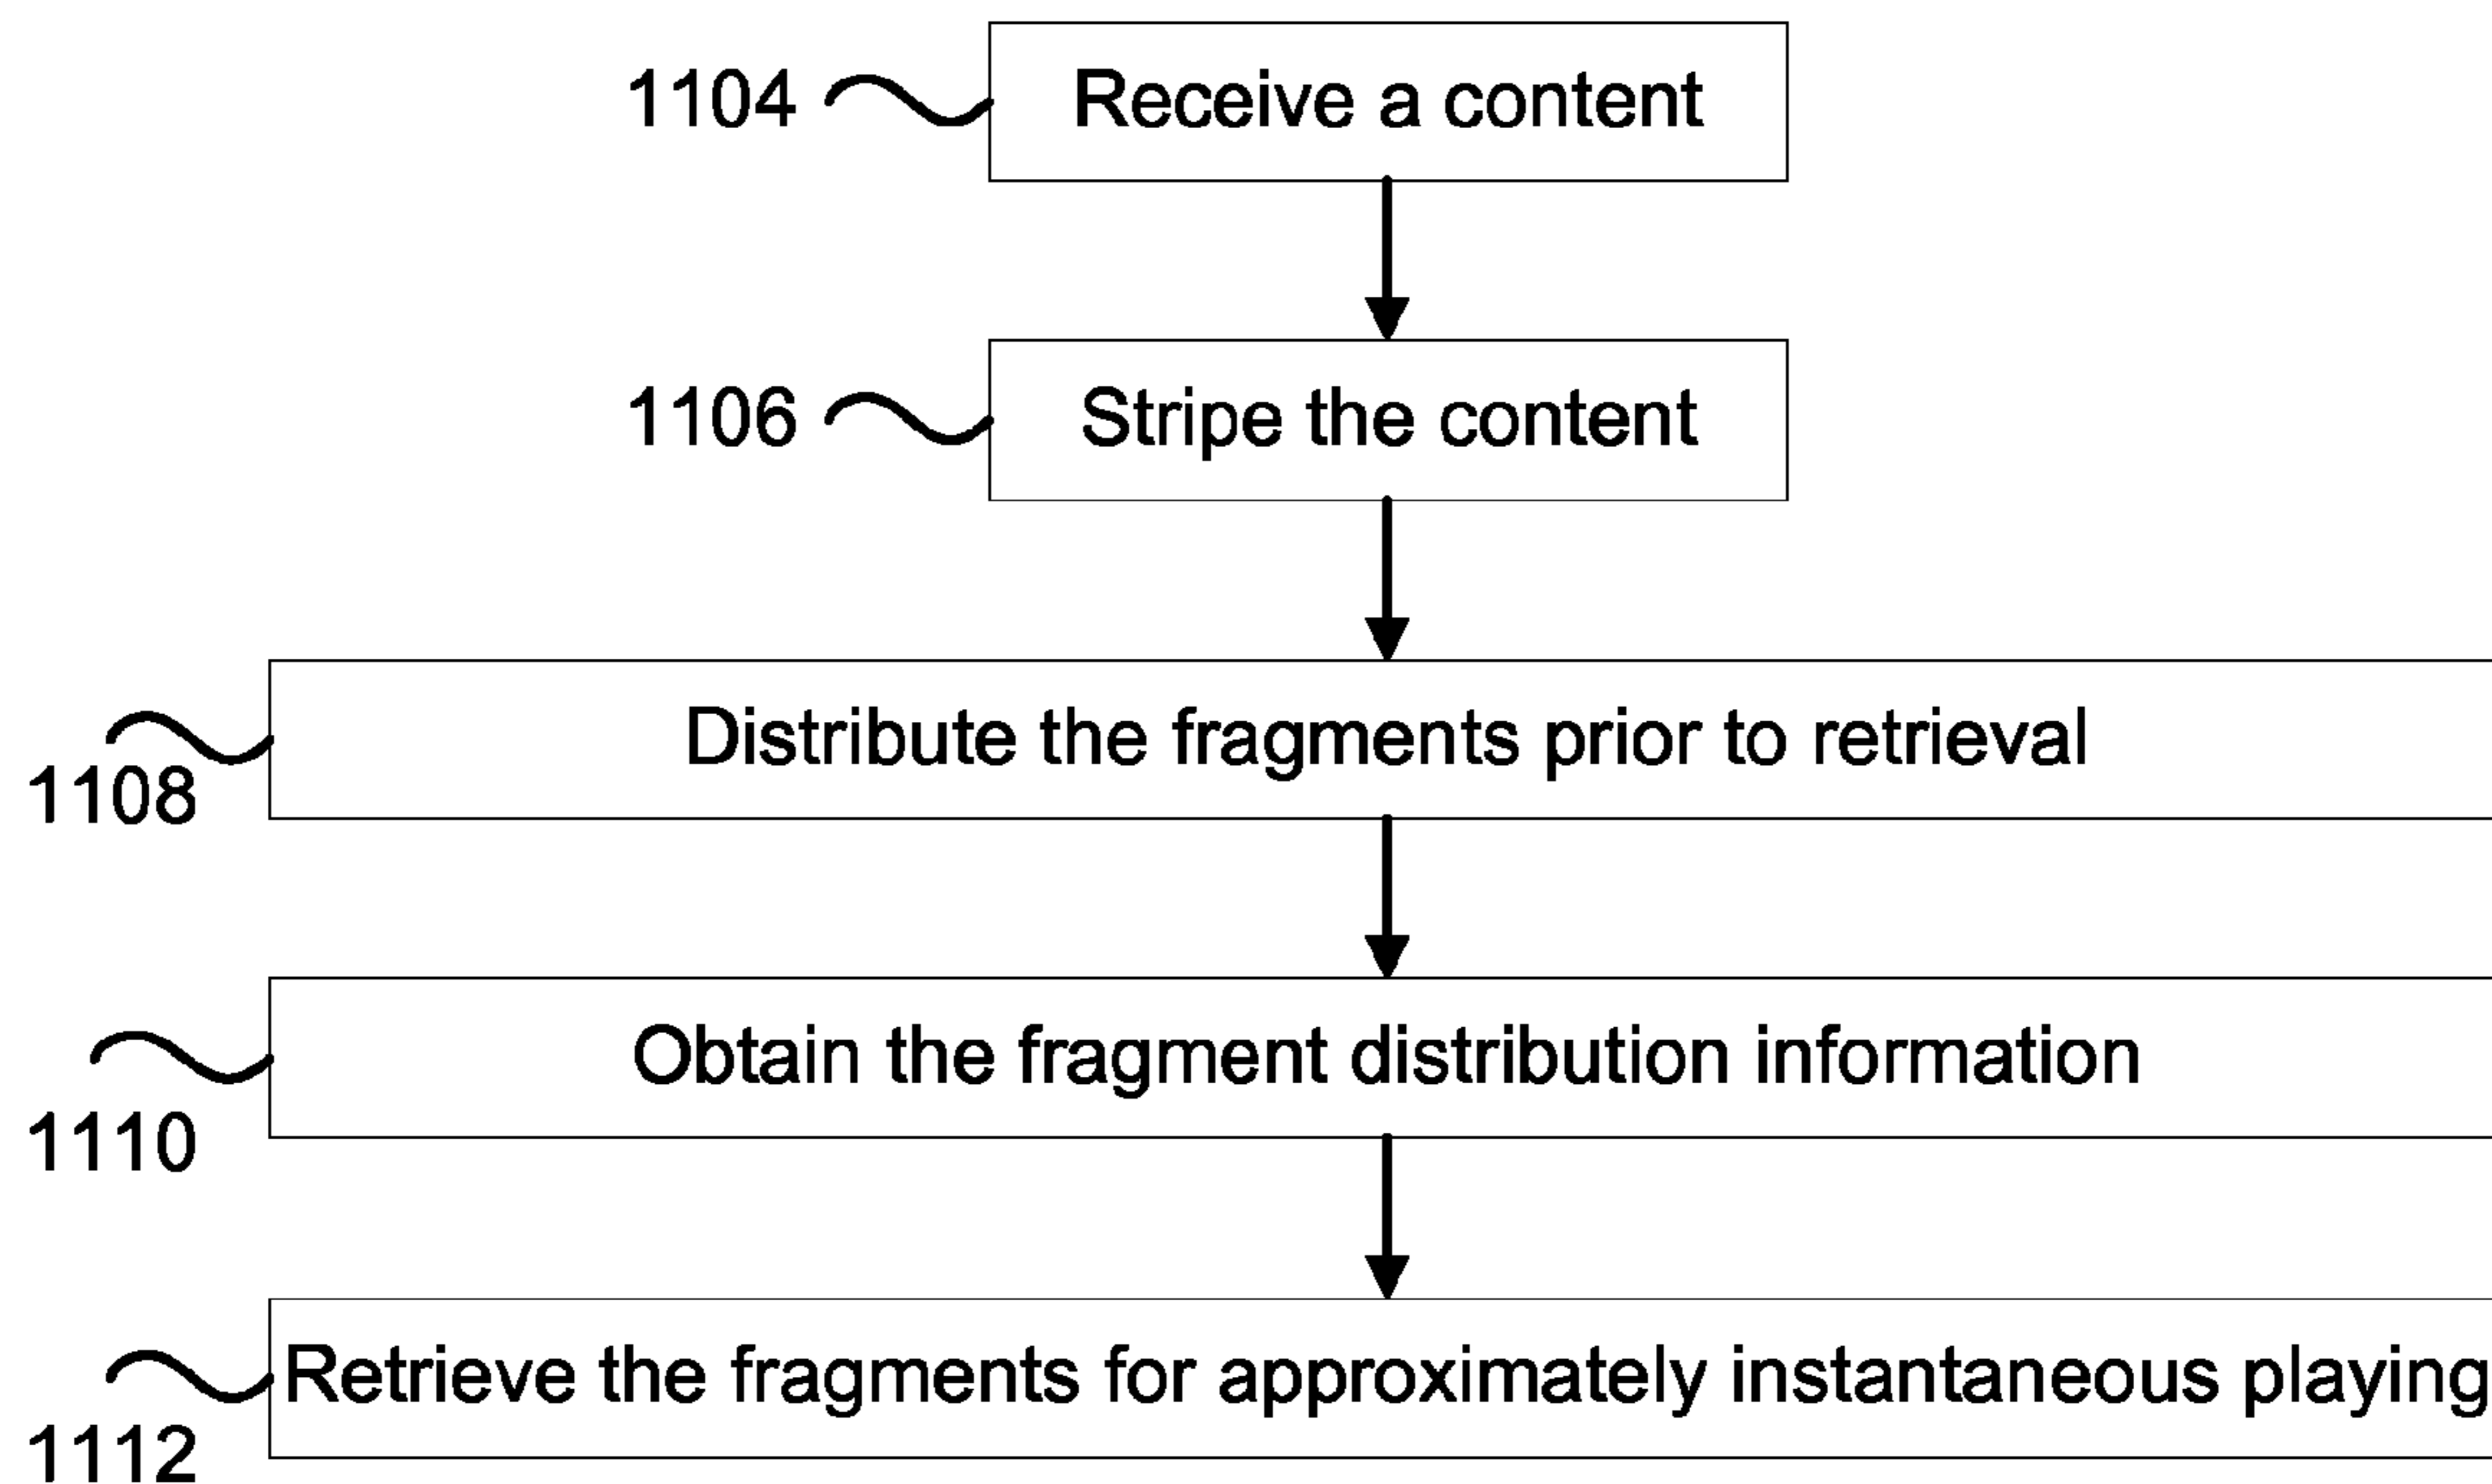 1104 Receive a content
1106 Stripe the content
Distribute the fragments prior to retrieval
1108
Obtain the fragment distribution information
1110
Retrieve the fragments for approximately instantaneous playing
1112